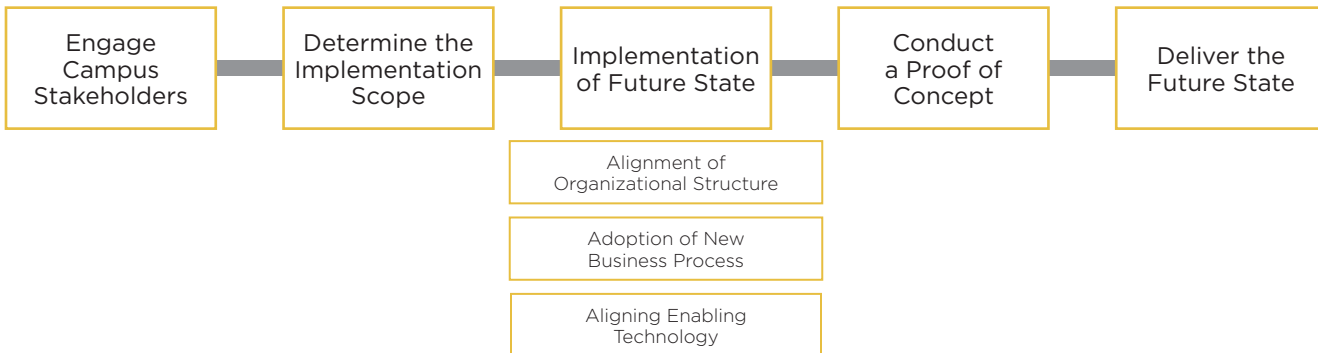 Engage
Campus
Stakeholders
Determine the
Implementation
Scope
Implementation
of Future State
Conduct
a Proof of
Concept
Deliver the
Future State
Alignment of
Organizational Structure
Adoption of New
Business Process
Aligning Enabling
Technology